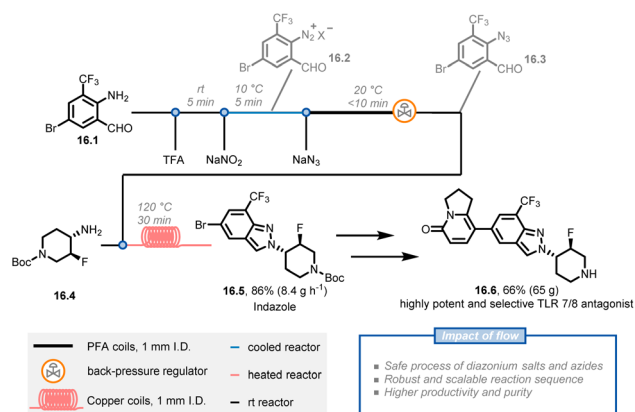 CF₃
N₂⁺ X⁻
Br
CHO
16.2
CF₃
N₃
Br
CHO
16.3
CF₃
NH₂
Br
CHO
16.1
rt
5 min
10 °C
5 min
20 °C
<10 min
TFA
NaNO₂
NaN₃
120 °C
30 min
NH₂
BocN
F
16.4
CF₃
Br
N
N
F
N
Boc
16.5, 86% (8.4 g h⁻¹)
Indazole
N
O
CF₃
N
N
F
NH
16.6, 66% (65 g)
highly potent and selective TLR 7/8 antagonist
PFA coils, 1 mm I.D.
cooled reactor
back-pressure regulator
heated reactor
Copper coils, 1 mm I.D.
rt reactor
Impact of flow
Safe process of diazonium salts and azides
Robust and scalable reaction sequence
Higher productivity and purity